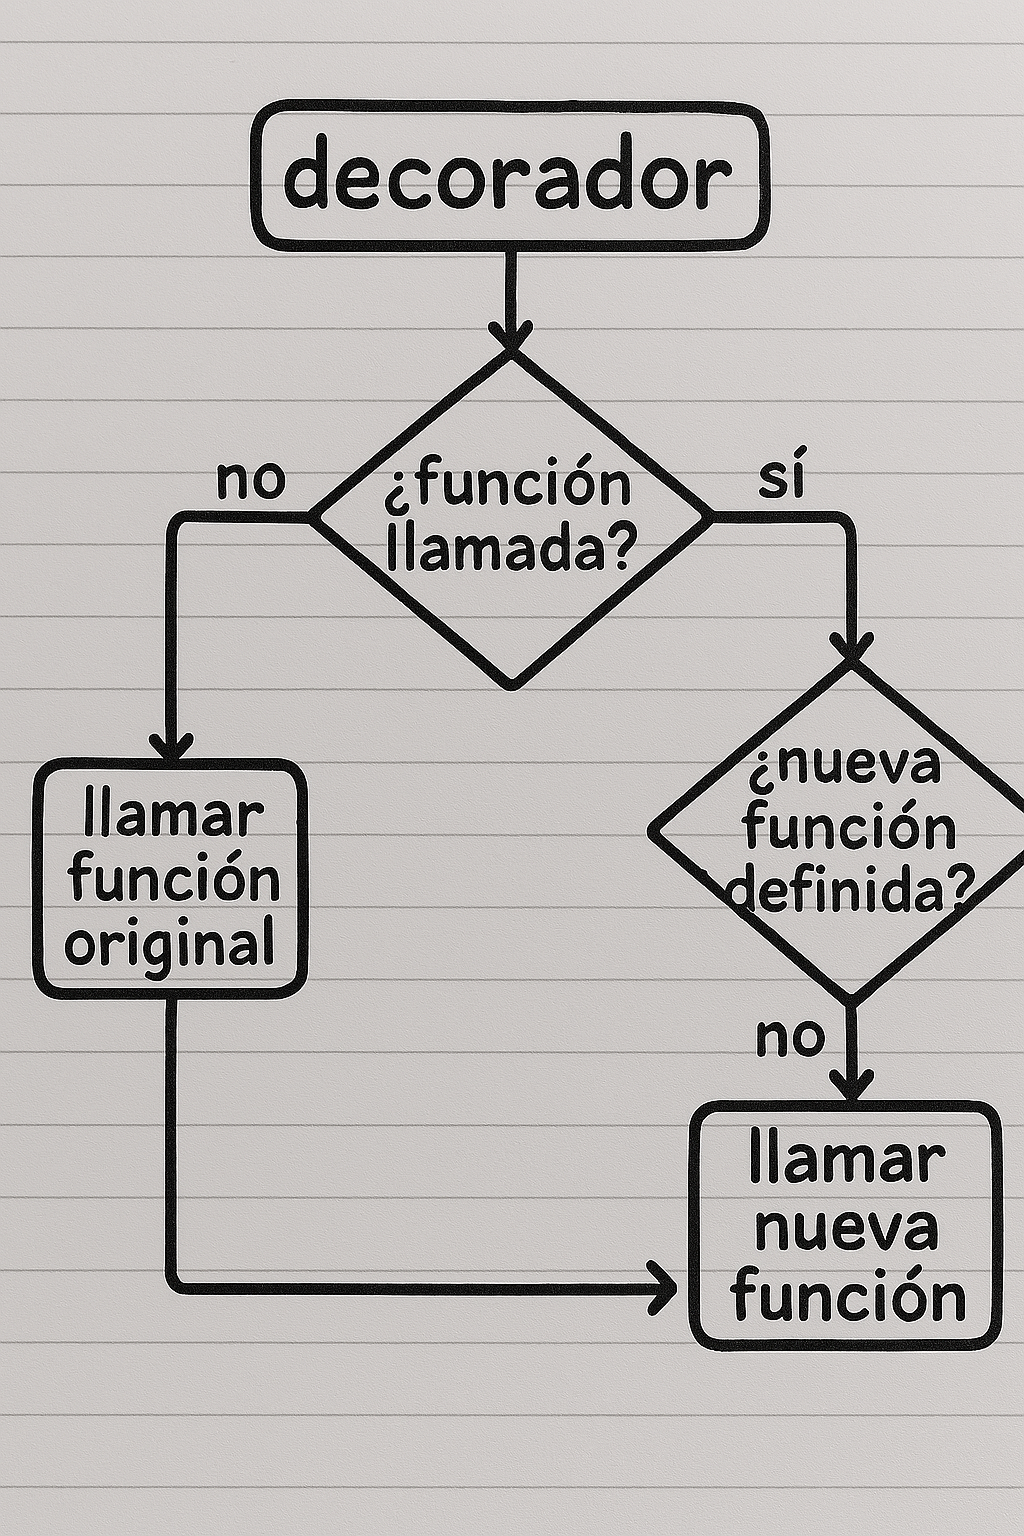 decorador
no
¿función
llamada?
sí
llamar
función
original
¿nueva
función
definida?
no
llamar
nueva
función